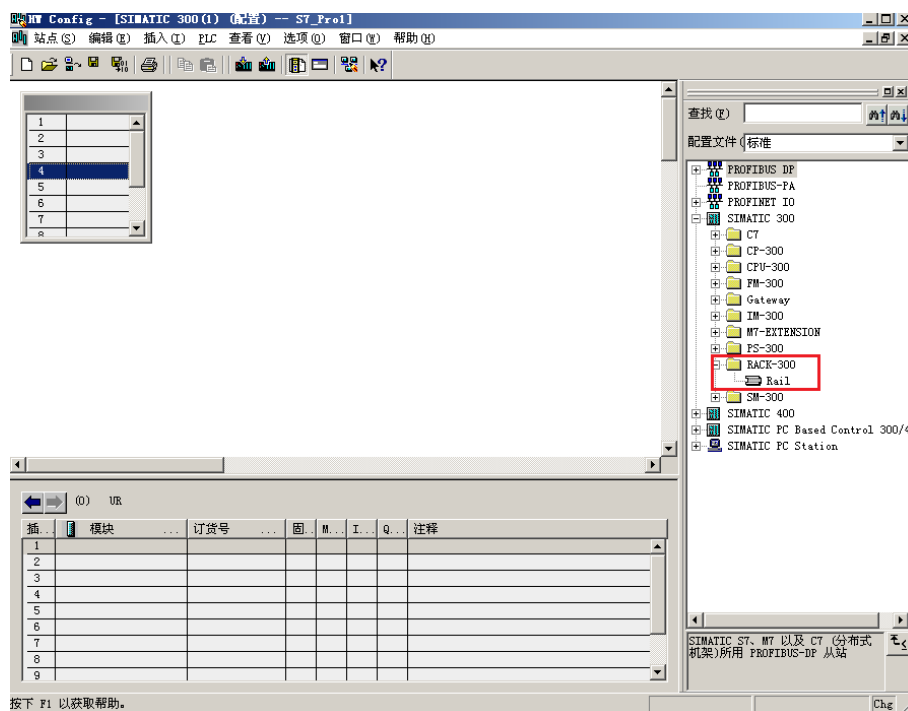 HW Config - [SIMATIC 300(1) (配置) -- S7_Pro1]
站点(S) 编辑(E) 插入(I) PLC 查看(V) 选项(O) 窗口(W) 帮助(H)
1
2
3
4
5
6
7
8
查找(F)
配置文件( 标准
PROFIBUS DP
PROFIBUS-PA
PROFINET IO
SIMATIC 300
C7
CP-300
CPU-300
FM-300
Gateway
IM-300
M7-EXTENSION
PS-300
RACK-300
Rail
SM-300
SIMATIC 400
SIMATIC PC Based Control 300/4
SIMATIC PC Station
(0) UR
插... 模块 ... 订货号 ... 固.. M... I... Q... 注释
1
2
3
4
5
6
7
8
9
SIMATIC S7、M7 以及 C7 (分布式
机架)所用 PROFIBUS-DP 从站
按下 F1 以获取帮助。 Chg